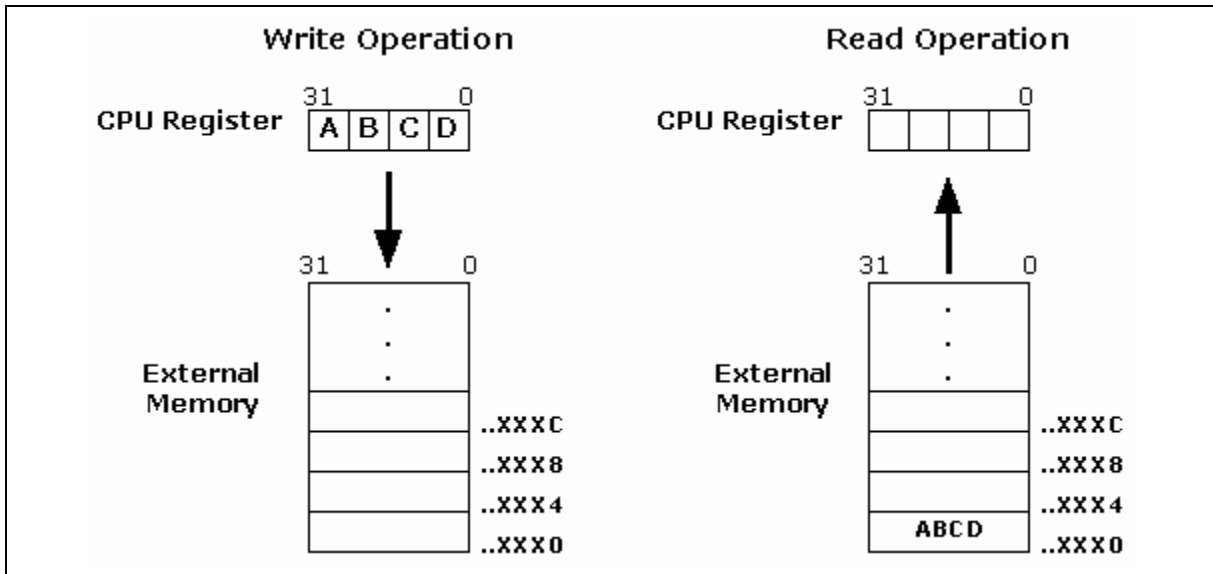 Write Operation
31 0
CPU Register A B C D
31 0
.
.
.
External
Memory
..XXXC
..XXX8
..XXX4
..XXX0
Read Operation
31 0
CPU Register
31 0
.
.
.
External
Memory
..XXXC
..XXX8
..XXX4
ABCD
..XXX0